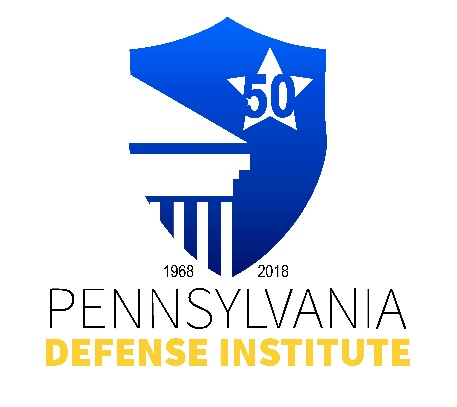 50
1968 2018
PENNSYLVANIA
DEFENSE INSTITUTE